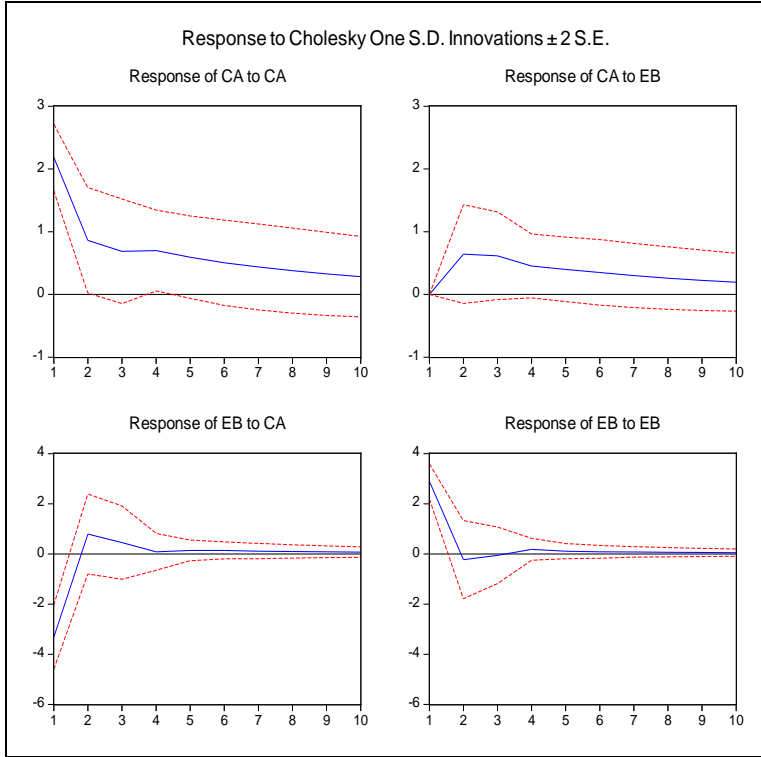 Response to Cholesky One S.D. Innovations ± 2 S.E.
Response of CA to CA
3
2
1
0
-1
1 2 3 4 5 6 7 8 9 10
Response of CA to EB
3
2
1
0
-1
1 2 3 4 5 6 7 8 9 10
Response of EB to CA
4
2
0
-2
-4
-6
1 2 3 4 5 6 7 8 9 10
Response of EB to EB
4
2
0
-2
-4
-6
1 2 3 4 5 6 7 8 9 10